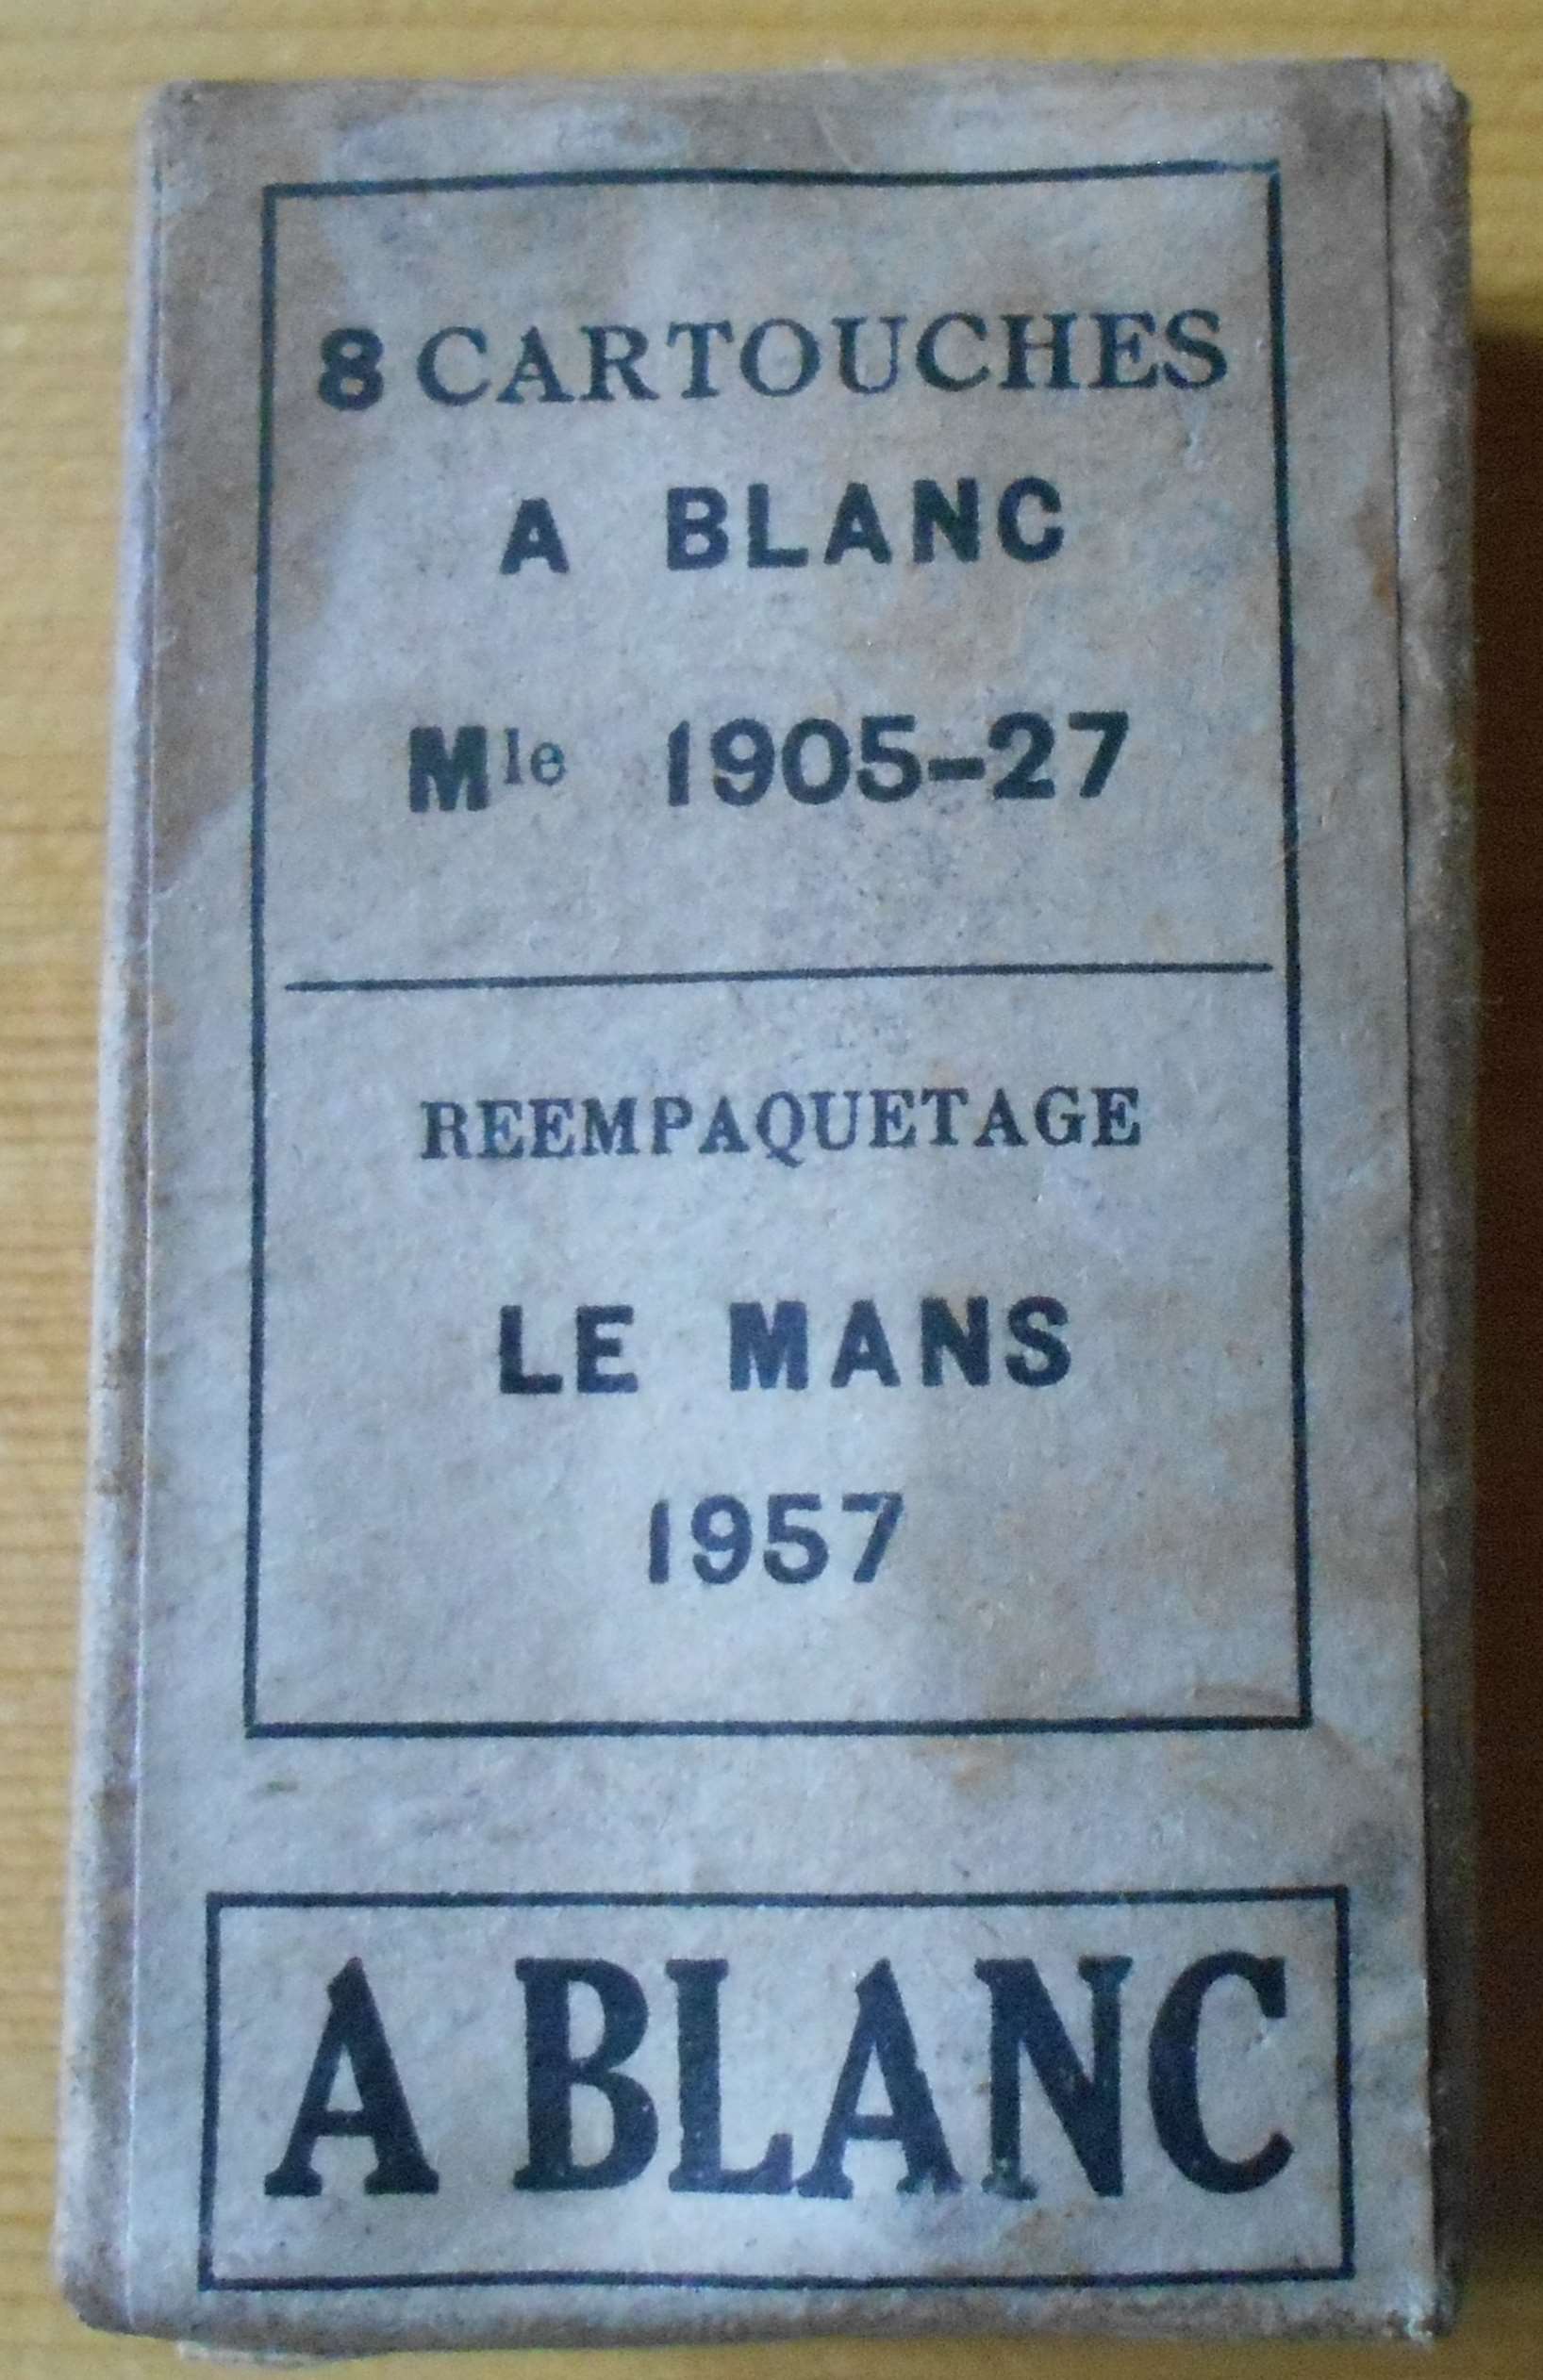 8 CARTOUCHES
A BLANC
Mle 1905-27
REEMPAQUETAGE
LE MANS
1957
A BLANC